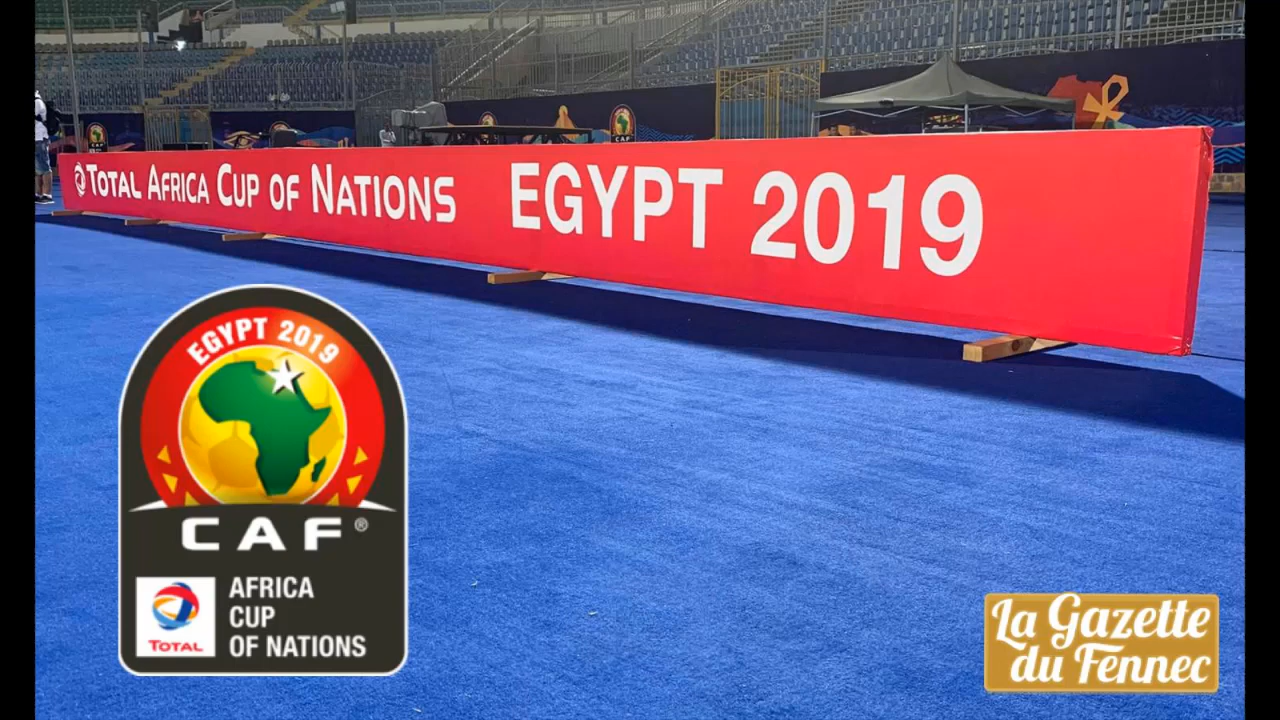 TOTAL AFRICA CUP OF NATIONS EGYPT 2019
EGYPT 2019
CAF®
TOTAL
AFRICA
CUP
OF NATIONS
La Gazette
du Fennec